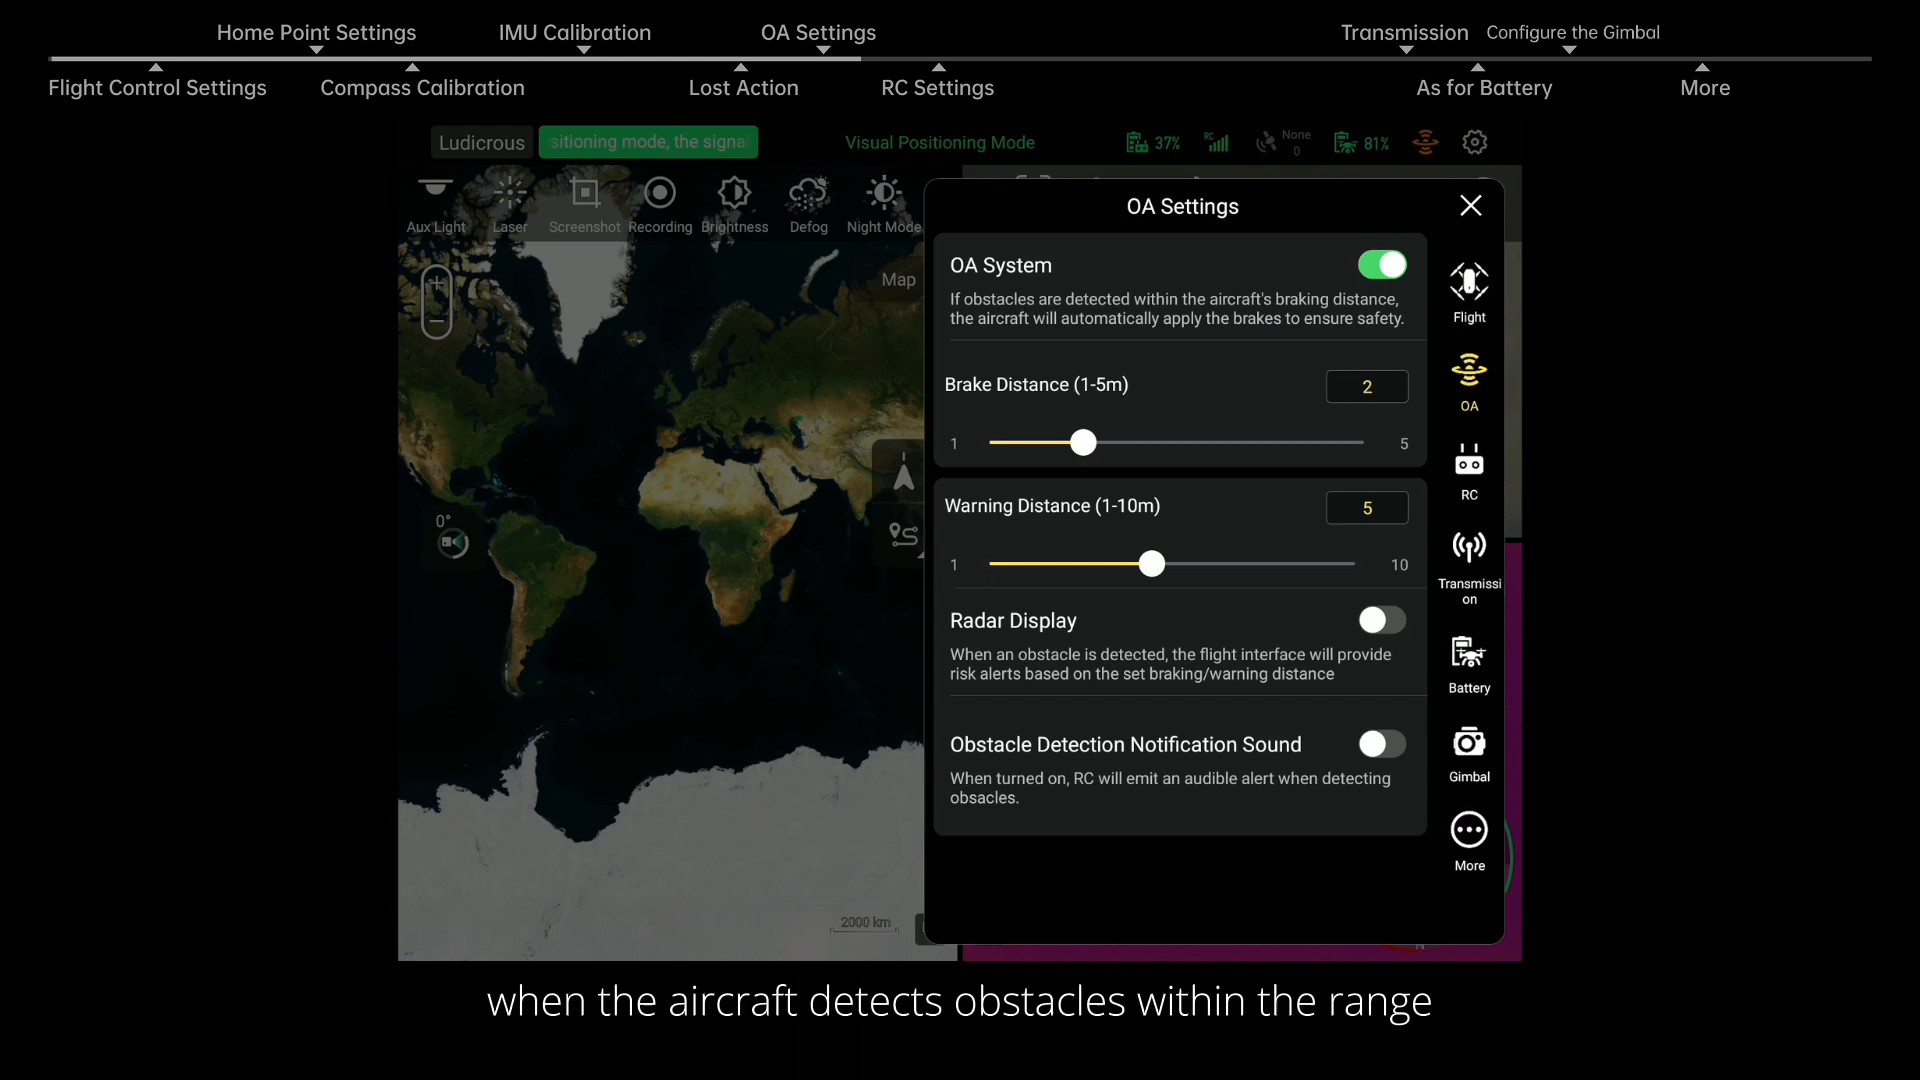 Home Point Settings
IMU Calibration
OA Settings
Transmission
Configure the Gimbal
Flight Control Settings
Compass Calibration
Lost Action
RC Settings
As for Battery
More
Ludicrous
sitioning mode, the signal
Visual Positioning Mode
37%
RC
None
0
81%
Aux Light
Laser
Screenshot
Recording
Brightness
Defog
Night Mode
Map
0°
2000 km
N
OA Settings
OA System
If obstacles are detected within the aircraft's braking distance,
the aircraft will automatically apply the brakes to ensure safety.
Brake Distance (1-5m)
2
1
5
Warning Distance (1-10m)
5
1
10
Radar Display
When an obstacle is detected, the flight interface will provide
risk alerts based on the set braking/warning distance
Obstacle Detection Notification Sound
When turned on, RC will emit an audible alert when detecting
obsacles.
Flight
OA
RC
Transmissi
on
Battery
Gimbal
More
when the aircraft detects obstacles within the range